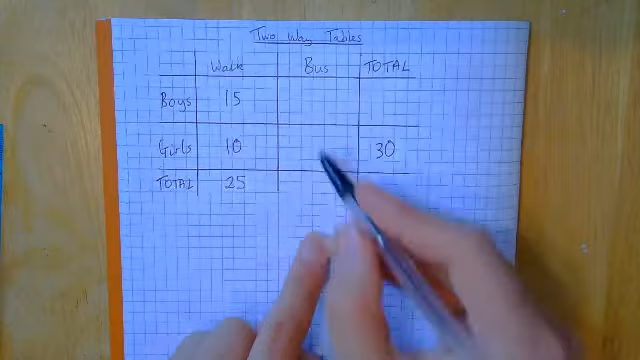 Two Way Tables
Walk Bus TOTAL
Boys 15
Girls 10 30
TOTAL 25